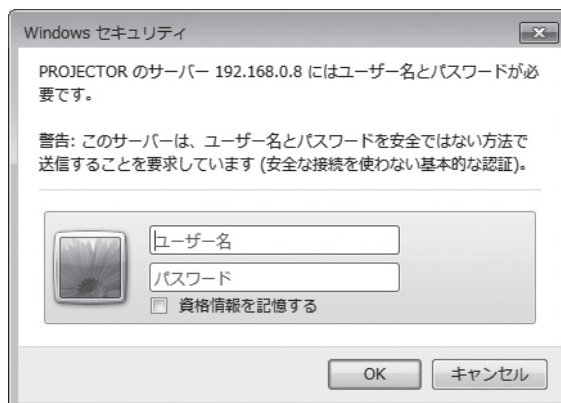 Windows セキュリティ
PROJECTOR のサーバー 192.168.0.8 にはユーザー名とパスワードが必
要です。
警告: このサーバーは、ユーザー名とパスワードを安全ではない方法で
送信することを要求しています (安全な接続を使わない基本的な認証)。
ユーザー名
パスワード
資格情報を記憶する
OK キャンセル